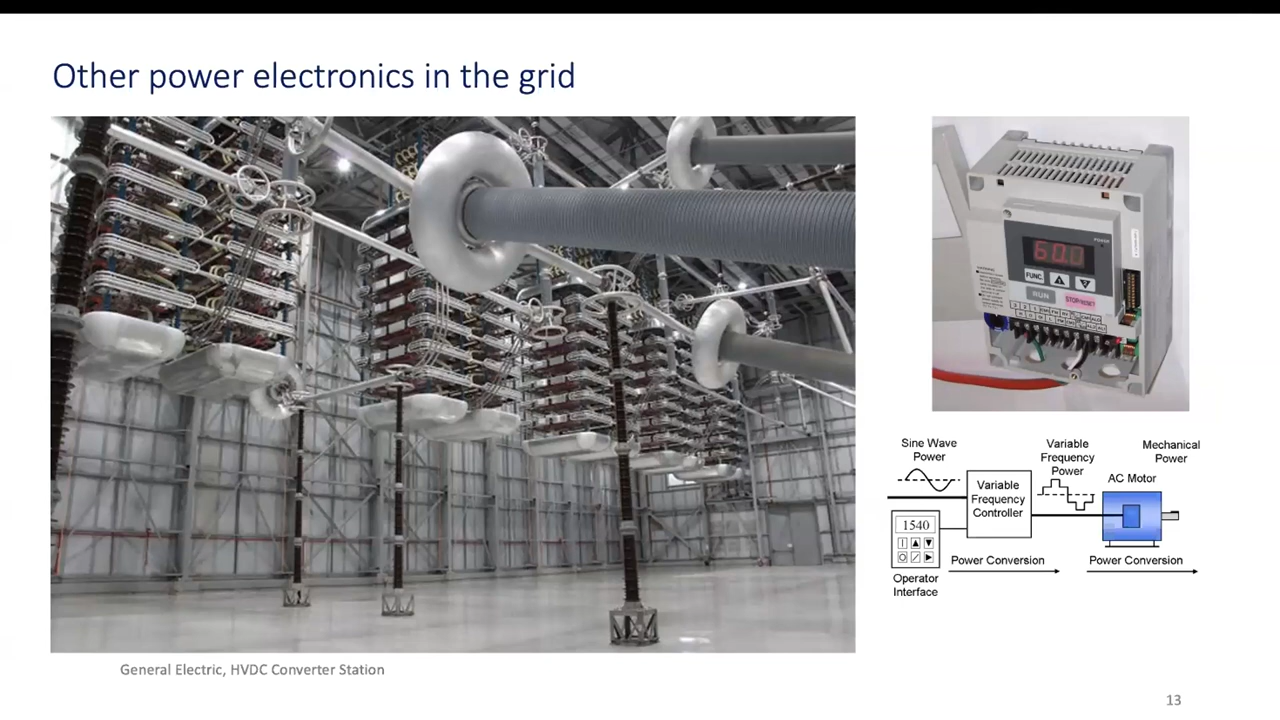 Other power electronics in the grid
POWER
60.0
FUNC.
RUN
STOP/RESET
General Electric, HVDC Converter Station
Sine Wave
Power
Variable
Frequency
Power
Mechanical
Power
AC Motor
Variable
Frequency
Controller
1540
Power Conversion
Power Conversion
Operator
Interface
13